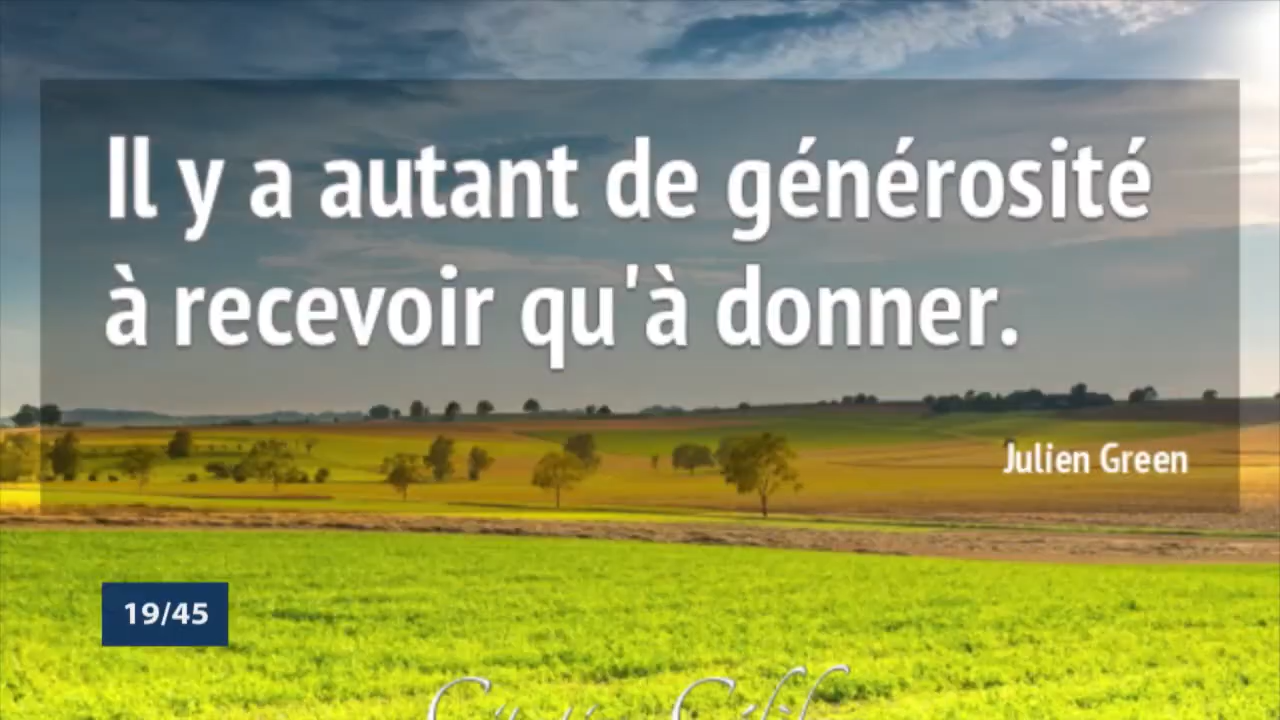 Il y a autant de générosité
à recevoir qu'à donner.
Julien Green
19/45